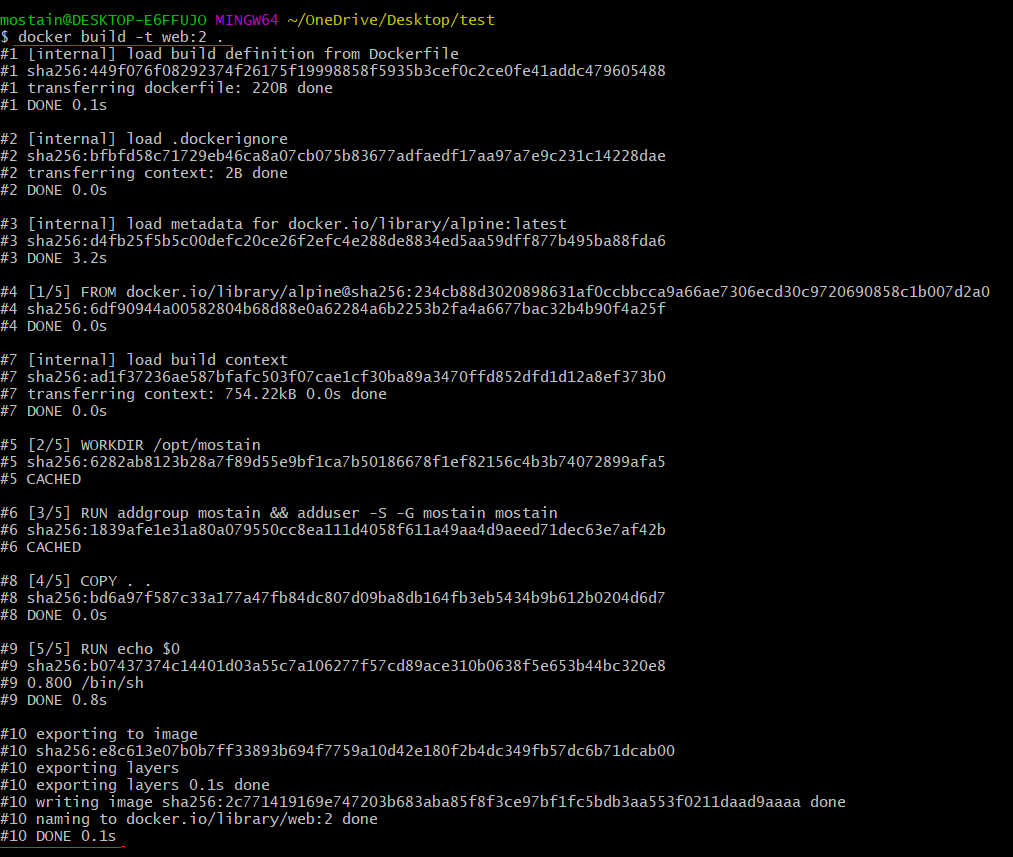 mostain@DESKTOP-E6FFUJO MINGW64 ~/OneDrive/Desktop/test
$ docker build -t web:2 .
#1 [internal] load build definition from Dockerfile
#1 sha256:449f076f08292374f26175f19998858f5935b3cef0c2ce0fe41addc479605488
#1 transferring dockerfile: 220B done
#1 DONE 0.1s

#2 [internal] load .dockerignore
#2 sha256:bfbfd58c71729eb46ca8a07cb075b83677adfaedf17aa97a7e9c231c14228dae
#2 transferring context: 2B done
#2 DONE 0.0s

#3 [internal] load metadata for docker.io/library/alpine:latest
#3 sha256:d4fb25f5b5c00defc20ce26f2efc4e288de8834ed5aa59dff877b495ba88fda6
#3 DONE 3.2s

#4 [1/5] FROM docker.io/library/alpine@sha256:234cb88d3020898631af0ccbbcca9a66ae7306ecd30c9720690858c1b007d2a0
#4 sha256:6df90944a00582804b68d88e0a62284a6b2253b2fa4a6677bac32b4b90f4a25f
#4 DONE 0.0s

#7 [internal] load build context
#7 sha256:ad1f37236ae587bfafc503f07cae1cf30ba89a3470ffd852dfd1d12a8ef373b0
#7 transferring context: 754.22kB 0.0s done
#7 DONE 0.0s

#5 [2/5] WORKDIR /opt/mostain
#5 sha256:6282ab8123b28a7f89d55e9bf1ca7b50186678f1ef82156c4b3b74072899afa5
#5 CACHED

#6 [3/5] RUN addgroup mostain && adduser -S -G mostain mostain
#6 sha256:1839afe1e31a80a079550cc8ea111d4058f611a49aa4d9aeed71dec63e7af42b
#6 CACHED

#8 [4/5] COPY . .
#8 sha256:bd6a97f587c33a177a47fb84dc807d09ba8db164fb3eb5434b9b612b0204d6d7
#8 DONE 0.0s

#9 [5/5] RUN echo $0
#9 sha256:b07437374c14401d03a55c7a106277f57cd89ace310b0638f5e653b44bc320e8
#9 0.800 /bin/sh
#9 DONE 0.8s

#10 exporting to image
#10 sha256:e8c613e07b0b7ff33893b694f7759a10d42e180f2b4dc349fb57dc6b71dcab00
#10 exporting layers
#10 exporting layers 0.1s done
#10 writing image sha256:2c771419169e747203b683aba85f8f3ce97bf1fc5bdb3aa553f0211daad9aaaa done
#10 naming to docker.io/library/web:2 done
#10 DONE 0.1s